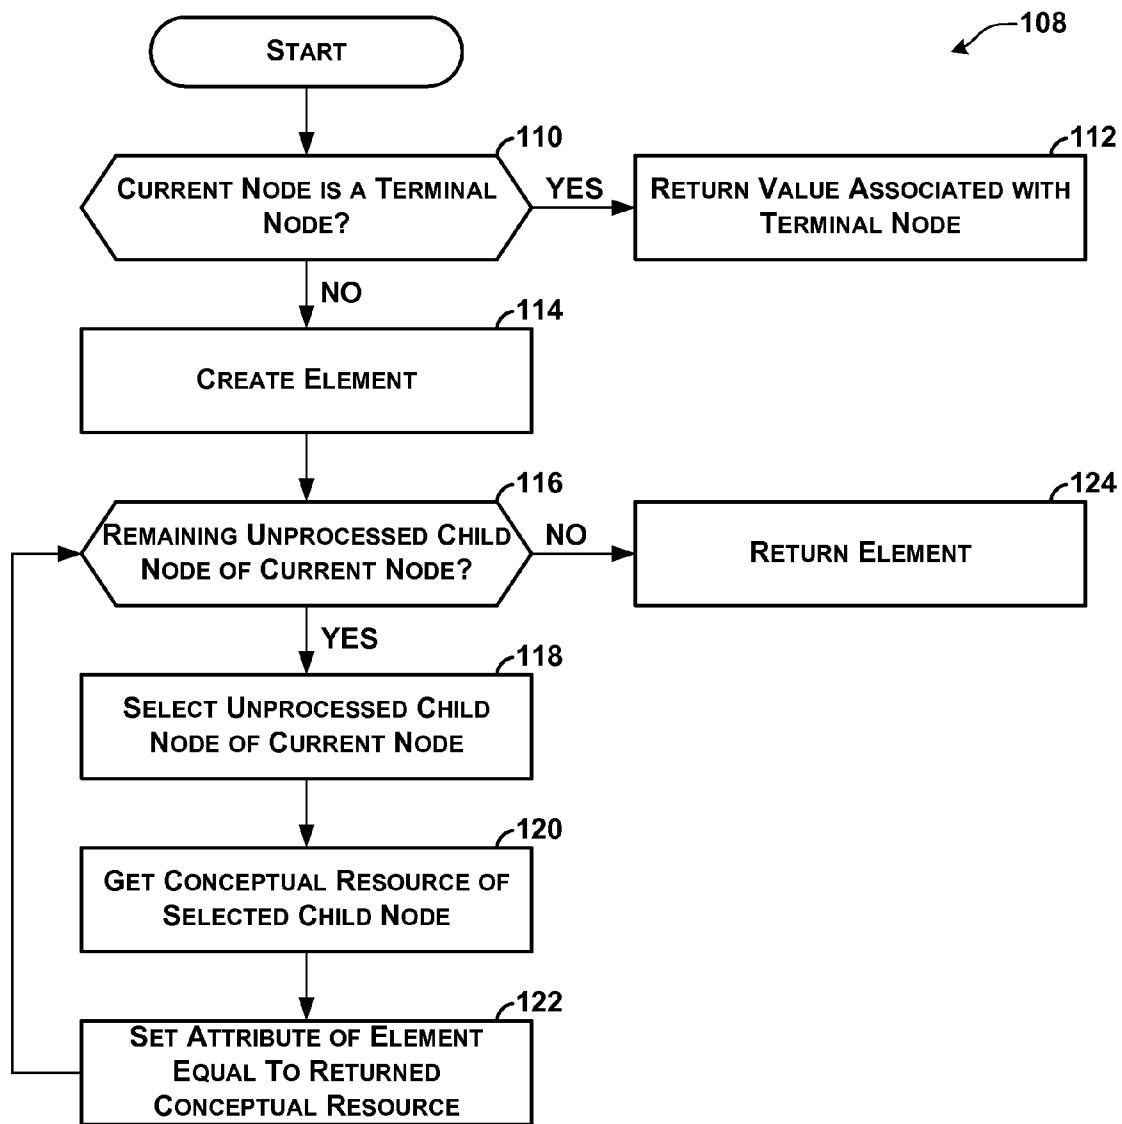 START
108
110
CURRENT NODE IS A TERMINAL
NODE?
YES
112
RETURN VALUE ASSOCIATED WITH
TERMINAL NODE
NO
114
CREATE ELEMENT
116
REMAINING UNPROCESSED CHILD
NODE OF CURRENT NODE?
NO
124
RETURN ELEMENT
YES
118
SELECT UNPROCESSED CHILD
NODE OF CURRENT NODE
120
GET CONCEPTUAL RESOURCE OF
SELECTED CHILD NODE
122
SET ATTRIBUTE OF ELEMENT
EQUAL TO RETURNED
CONCEPTUAL RESOURCE